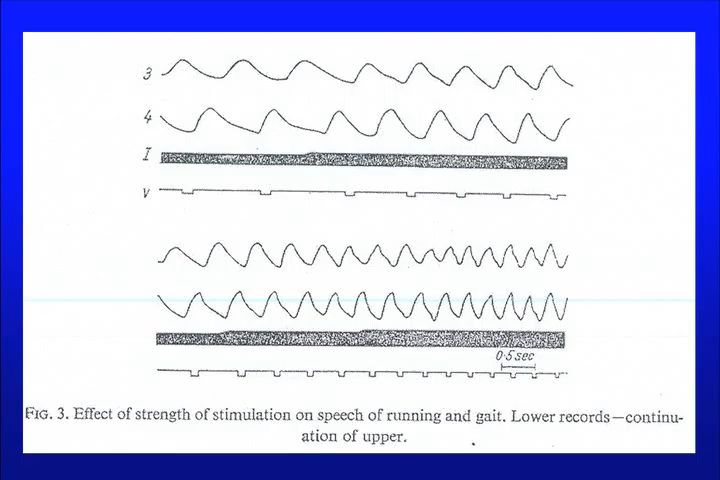 3
4
I
V
0·5 sec
FIG. 3. Effect of strength of stimulation on speech of running and gait. Lower records—continu-
ation of upper.